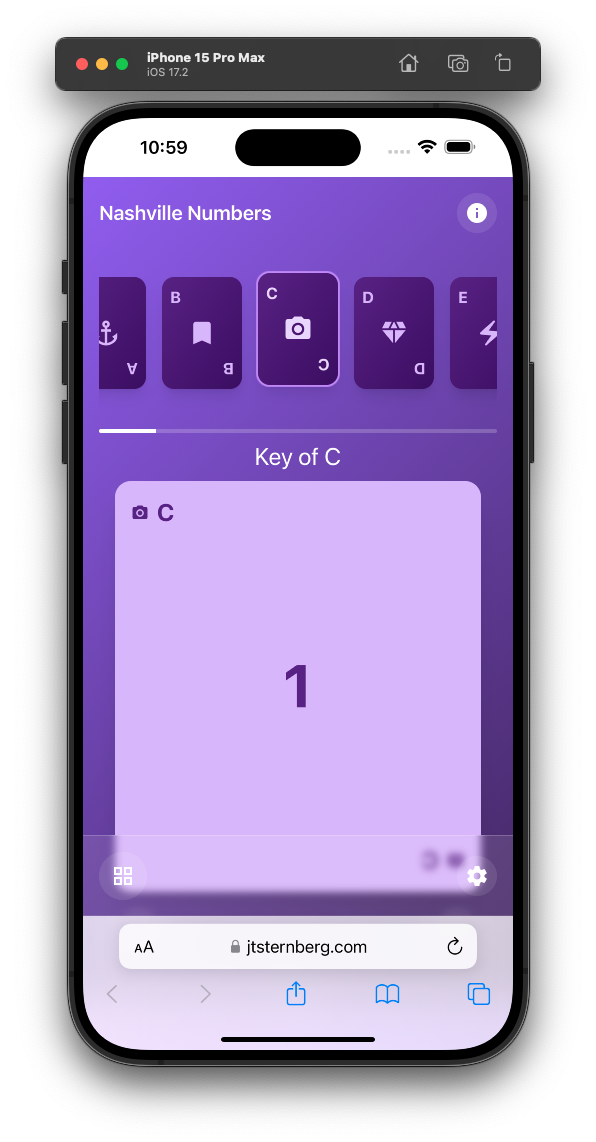 iPhone 15 Pro Max
iOS 17.2
10:59
Nashville Numbers
A
B
B
C
C
D
D
E
Key of C
C
1
C
AA
jtsternberg.com